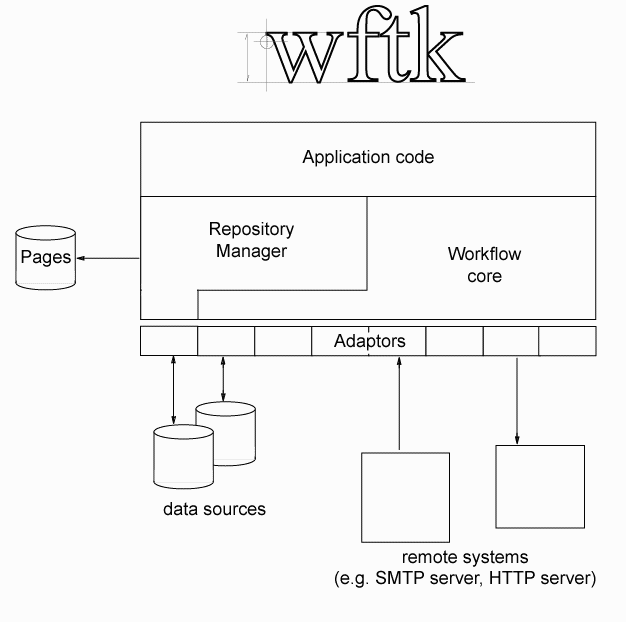 wftk
Application code
Repository
Manager
Workflow
core
Pages
Adaptors
data sources
remote systems
(e.g. SMTP server, HTTP server)